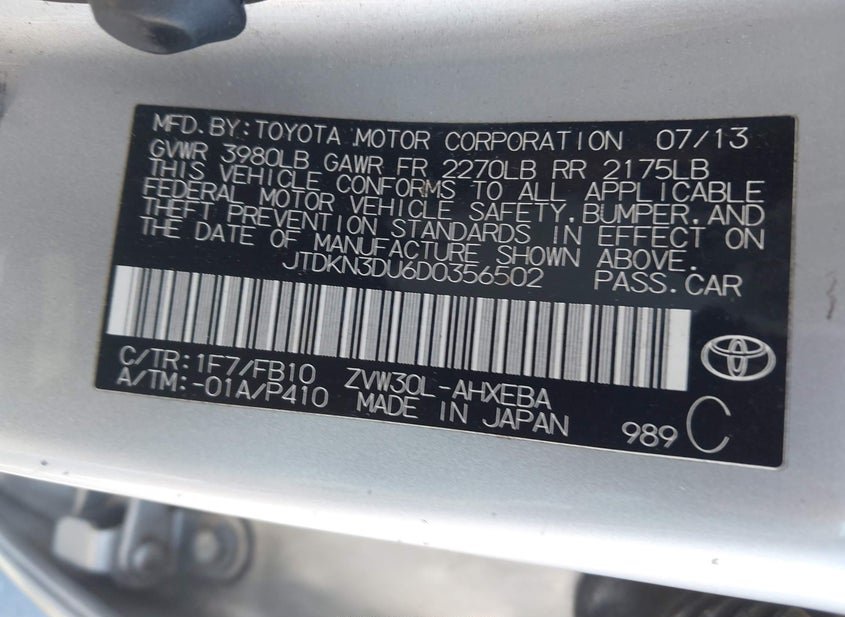 MFD.BY:TOYOTA MOTOR CORPORATION 07/13
GVWR 3980LB GAWR FR 2270LB RR 2175LB
THIS VEHICLE CONFORMS TO ALL APPLICABLE
FEDERAL MOTOR VEHICLE SAFETY,BUMPER,AND
THEFT PREVENTION STANDARDS IN EFFECT ON
THE DATE OF MANUFACTURE SHOWN ABOVE.
JTDKN3DU6D0356502 PASS.CAR
C/TR:1F7/FB10 ZVW30L-AHXEBA
A/TM:-01A/P410 MADE IN JAPAN 989 C